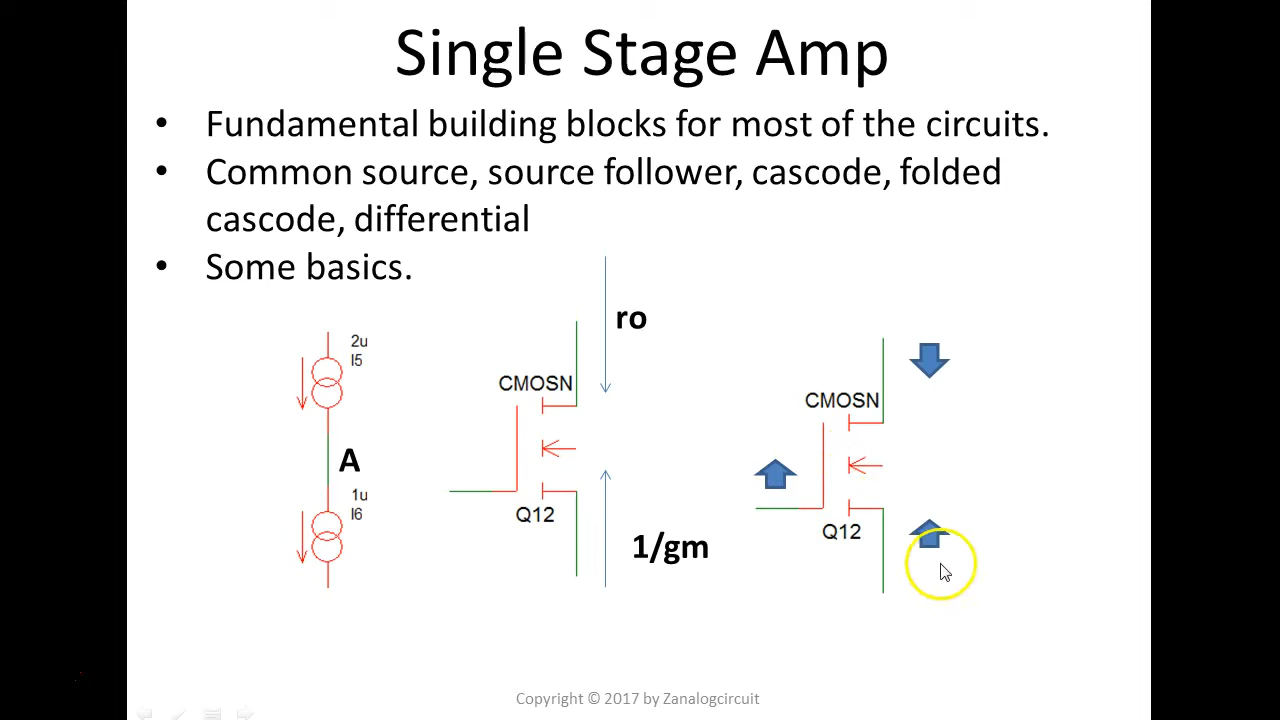 Single Stage Amp
• Fundamental building blocks for most of the circuits.
• Common source, source follower, cascode, folded
cascode, differential
• Some basics.
ro
2u
I5
CMOSN
CMOSN
A
1u
I6
Q12
Q12
1/gm
Copyright © 2017 by Zanalogcircuit